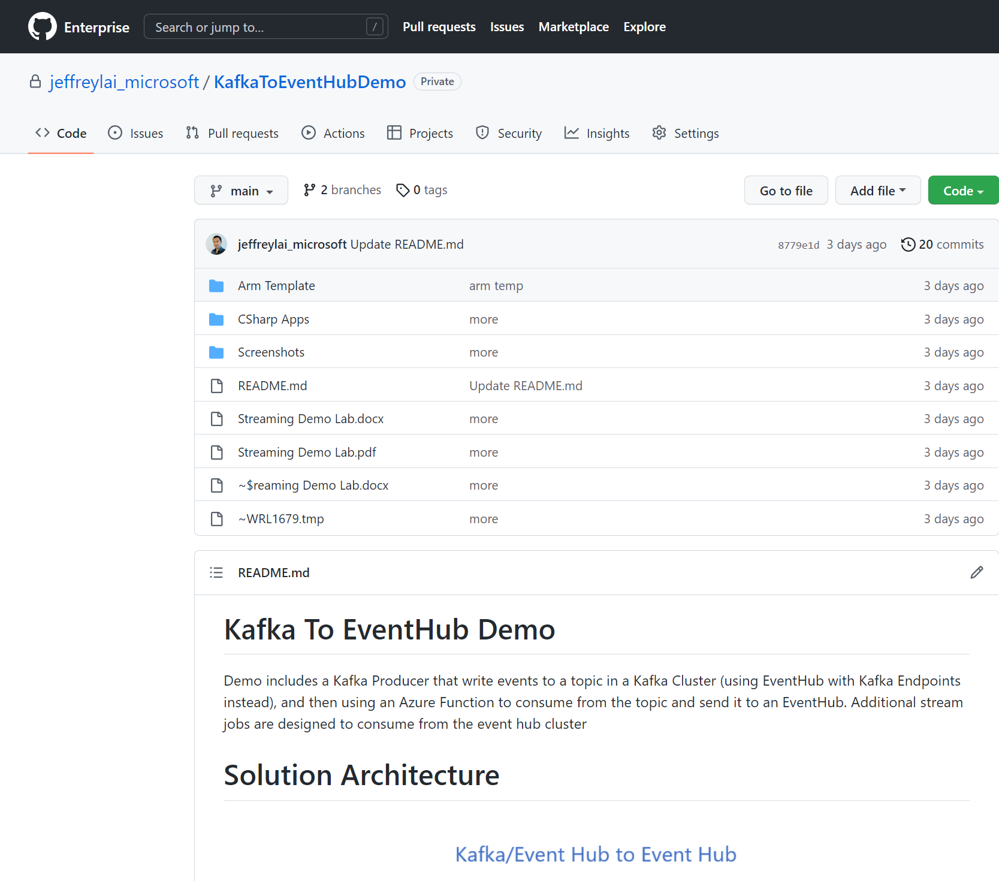 Enterprise Search or jump to... / Pull requests Issues Marketplace Explore
jeffreylai_microsoft / KafkaToEventHubDemo Private
<> Code Issues Pull requests Actions Projects Security Insights Settings
main 2 branches 0 tags Go to file Add file Code
jeffreylai_microsoft Update README.md 8779e1d 3 days ago 20 commits
Arm Template arm temp 3 days ago
CSharp Apps more 3 days ago
Screenshots more 3 days ago
README.md Update README.md 3 days ago
Streaming Demo Lab.docx more 3 days ago
Streaming Demo Lab.pdf more 3 days ago
~$reaming Demo Lab.docx more 3 days ago
~WRL1679.tmp more 3 days ago
README.md
Kafka To EventHub Demo
Demo includes a Kafka Producer that write events to a topic in a Kafka Cluster (using EventHub with Kafka Endpoints
instead), and then using an Azure Function to consume from the topic and send it to an EventHub. Additional stream
jobs are designed to consume from the event hub cluster
Solution Architecture
Kafka/Event Hub to Event Hub